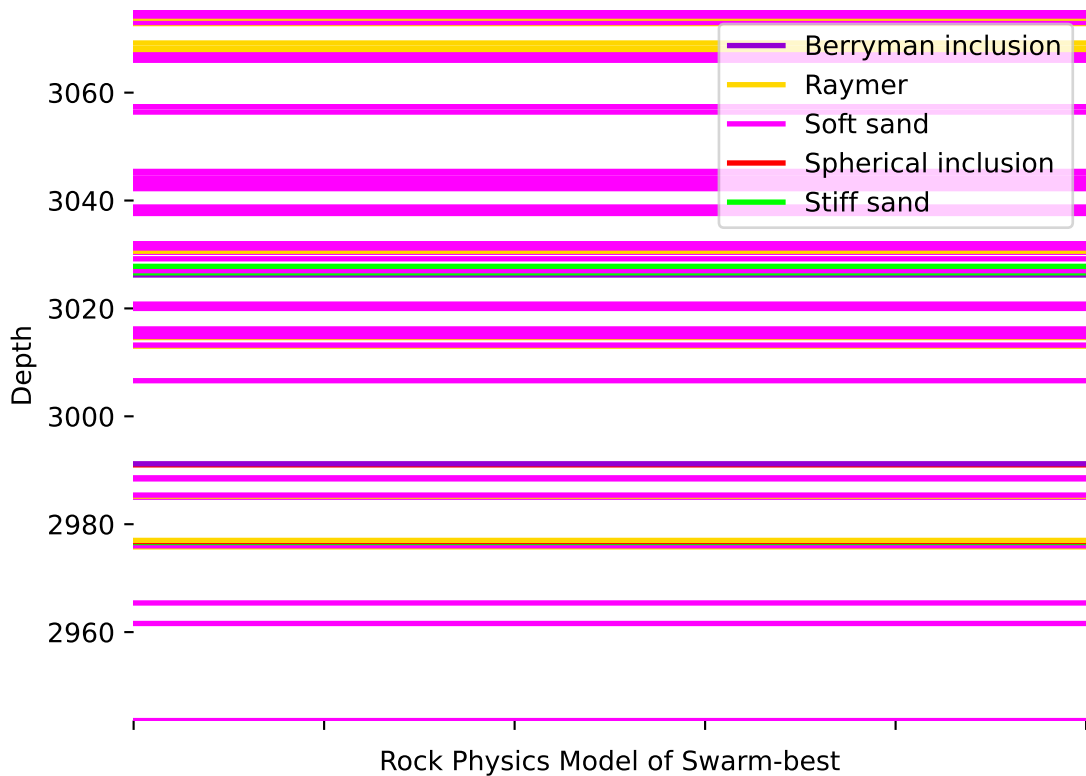 Berryman inclusion
Raymer
Soft sand
Spherical inclusion
Stiff sand
3060
3040
3020
3000
2980
2960
Depth
Rock Physics Model of Swarm-best